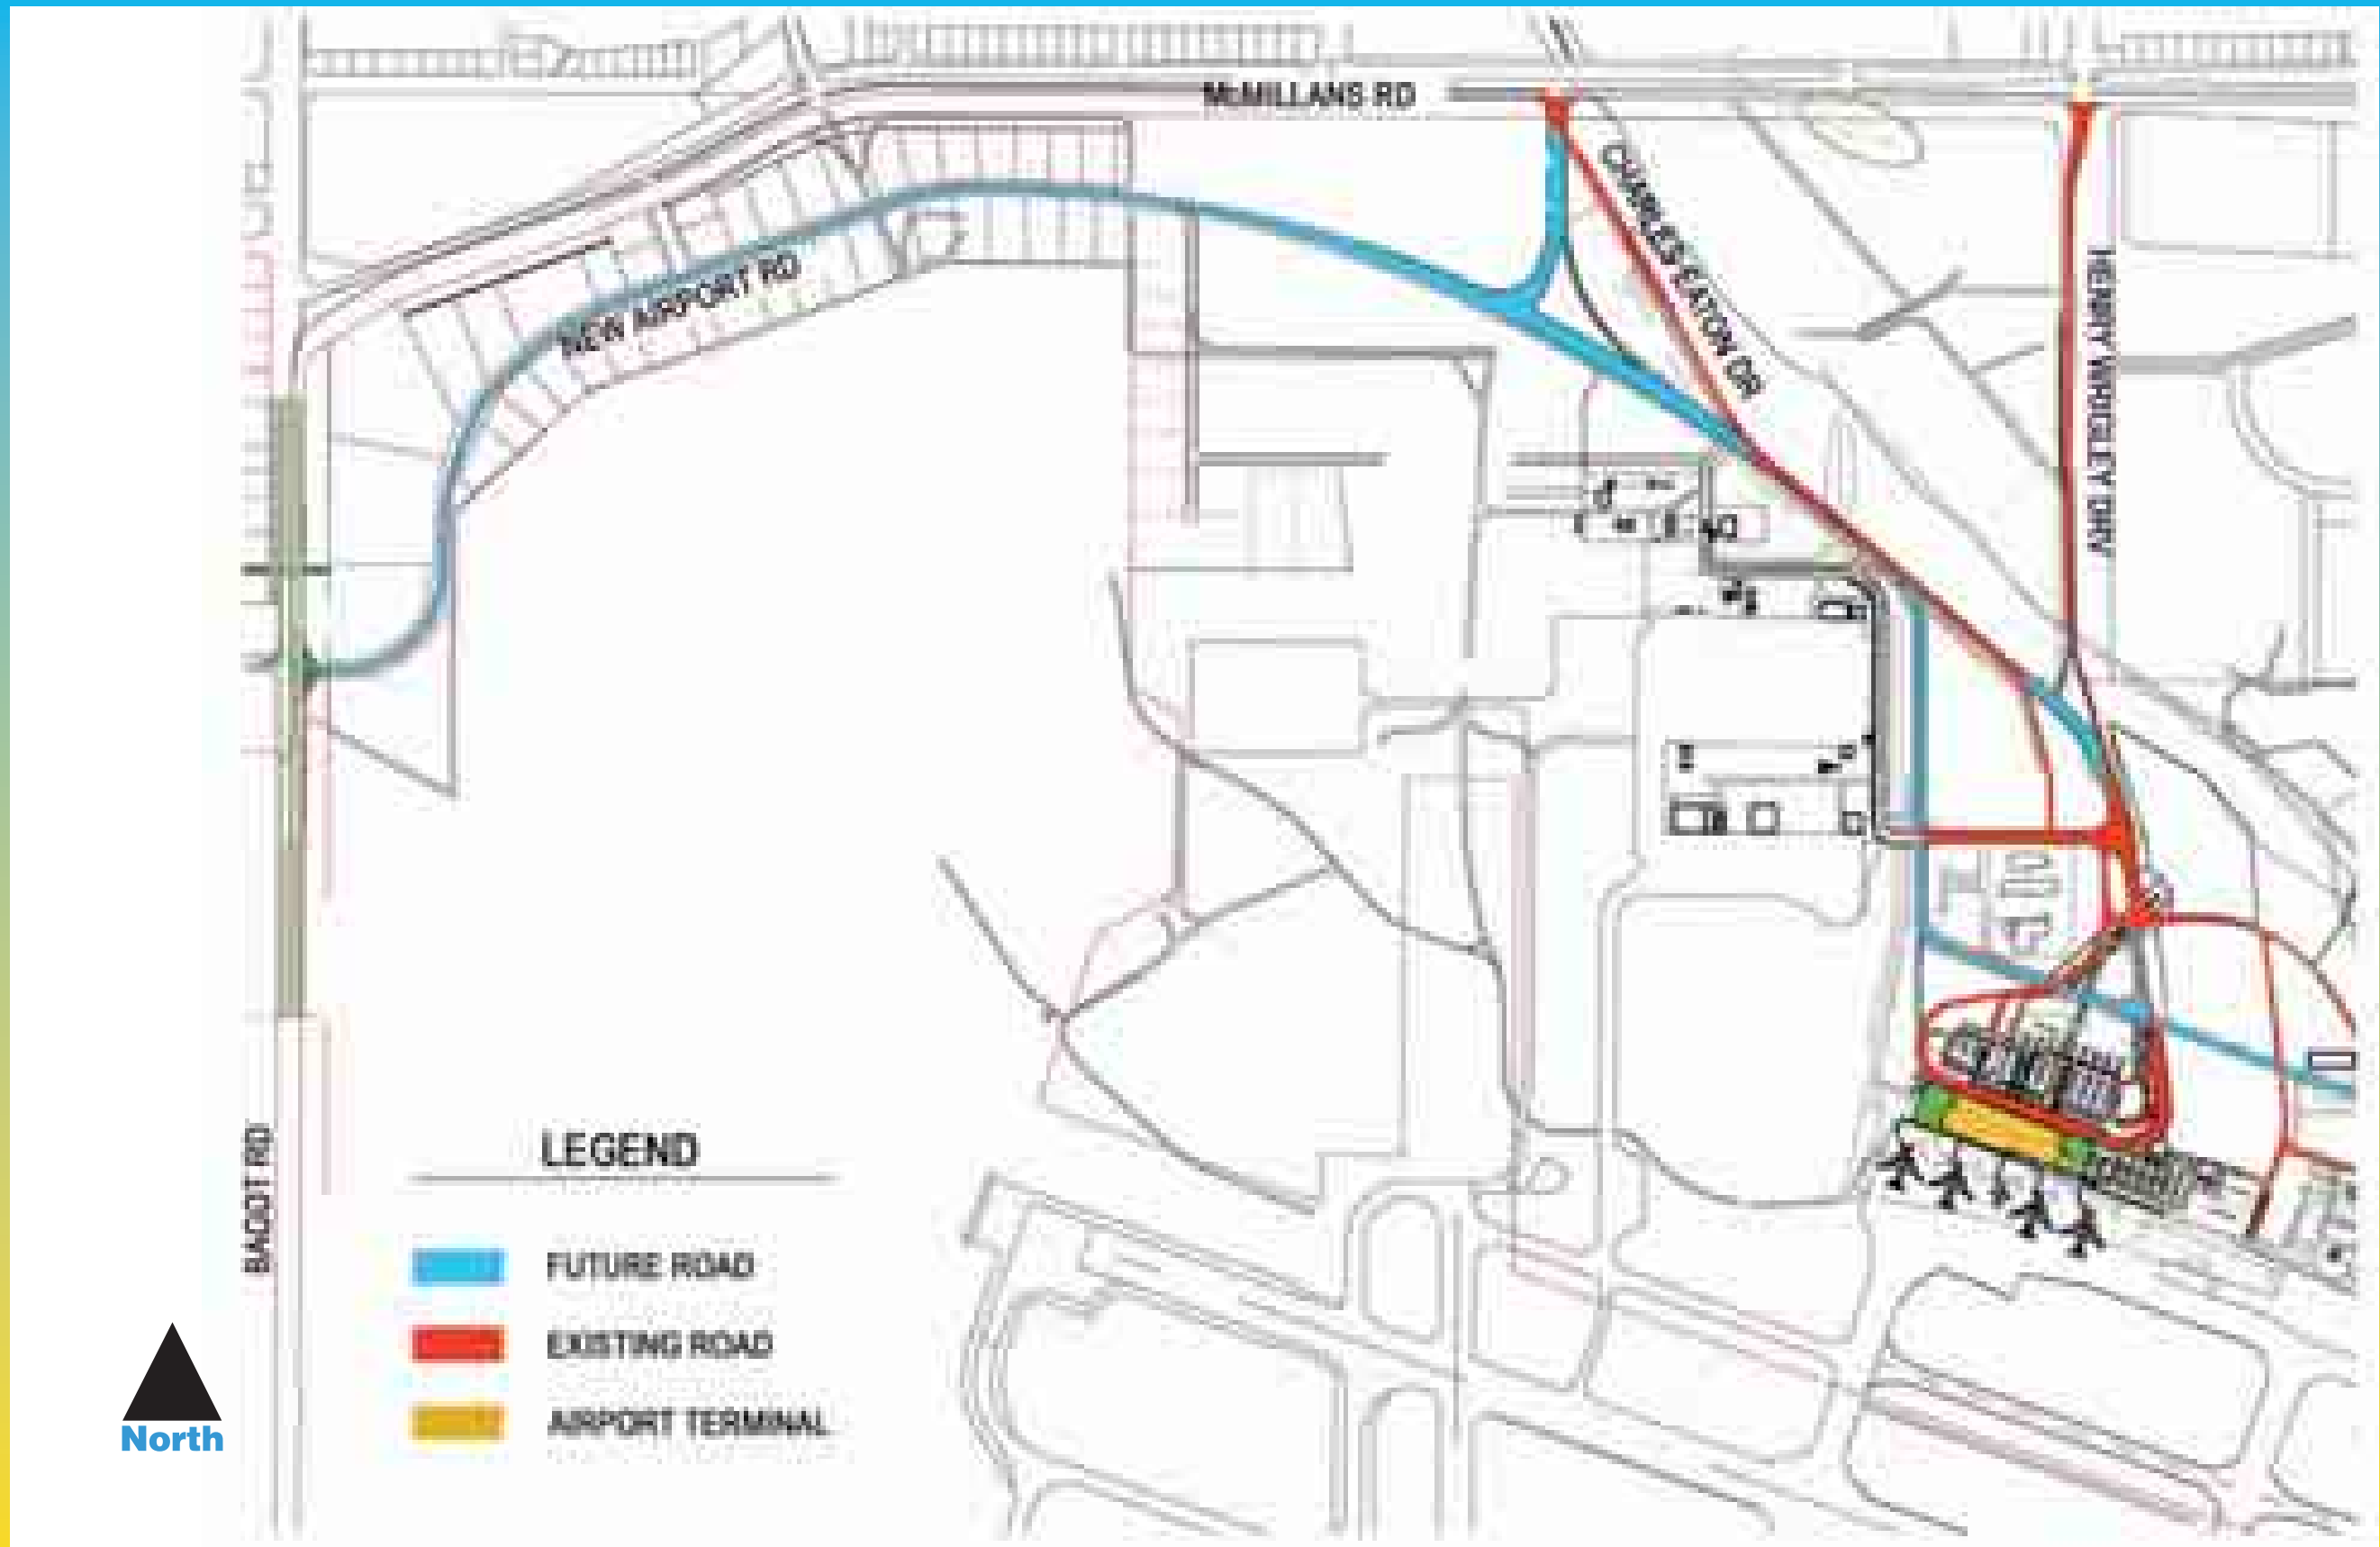 McMILLANS RD
CHARLES EATON DR
HENRY WRIGLEY DRV
NEW AIRPORT RD
BAGOT RD
LEGEND
FUTURE ROAD
EXISTING ROAD
AIRPORT TERMINAL
North